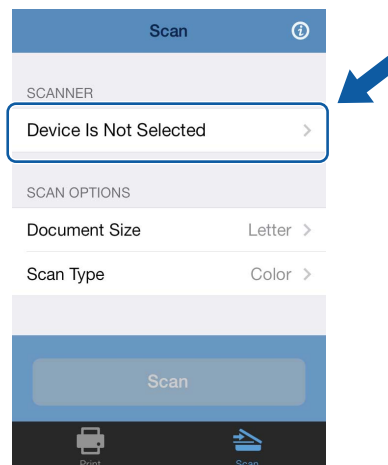 Scan
SCANNER
Device Is Not Selected
SCAN OPTIONS
Document Size Letter
Scan Type Color
Scan
Print Scan